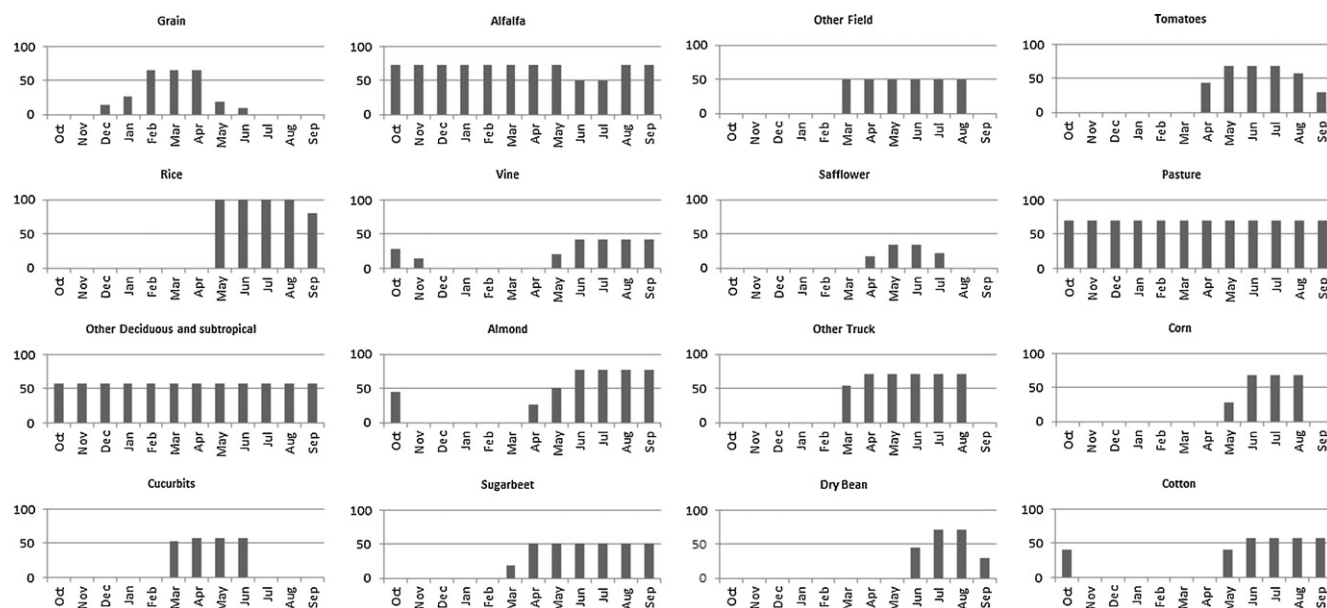 Grain
100
50
0
Oct Nov Dec Jan Feb Mar Apr May Jun Jul Aug Sep
Alfalfa
100
50
0
Oct Nov Dec Jan Feb Mar Apr May Jun Jul Aug Sep
Other Field
100
50
0
Oct Nov Dec Jan Feb Mar Apr May Jun Jul Aug Sep
Tomatoes
100
50
0
Oct Nov Dec Jan Feb Mar Apr May Jun Jul Aug Sep
Rice
100
50
0
Oct Nov Dec Jan Feb Mar Apr May Jun Jul Aug Sep
Vine
100
50
0
Oct Nov Dec Jan Feb Mar Apr May Jun Jul Aug Sep
Safflower
100
50
0
Oct Nov Dec Jan Feb Mar Apr May Jun Jul Aug Sep
Pasture
100
50
0
Oct Nov Dec Jan Feb Mar Apr May Jun Jul Aug Sep
Other Deciduous and subtropical
100
50
0
Oct Nov Dec Jan Feb Mar Apr May Jun Jul Aug Sep
Almond
100
50
0
Oct Nov Dec Jan Feb Mar Apr May Jun Jul Aug Sep
Other Truck
100
50
0
Oct Nov Dec Jan Feb Mar Apr May Jun Jul Aug Sep
Corn
100
50
0
Oct Nov Dec Jan Feb Mar Apr May Jun Jul Aug Sep
Cucurbits
100
50
0
Oct Nov Dec Jan Feb Mar Apr May Jun Jul Aug Sep
Sugarbeet
100
50
0
Oct Nov Dec Jan Feb Mar Apr May Jun Jul Aug Sep
Dry Bean
100
50
0
Oct Nov Dec Jan Feb Mar Apr May Jun Jul Aug Sep
Cotton
100
50
0
Oct Nov Dec Jan Feb Mar Apr May Jun Jul Aug Sep